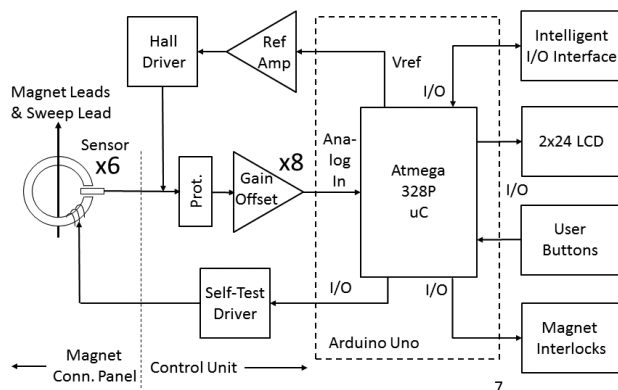 Hall
Driver
Ref
Amp
Vref
I/O
Intelligent
I/O Interface
Magnet Leads
& Sweep Lead
Sensor
x6
Prot.
Gain
Offset
x8
Ana-
log
In
Atmega
328P
uC
2x24 LCD
I/O
User
Buttons
Self-Test
Driver
I/O
I/O
Magnet
Interlocks
Arduino Uno
Magnet
Conn. Panel
Control Unit
7